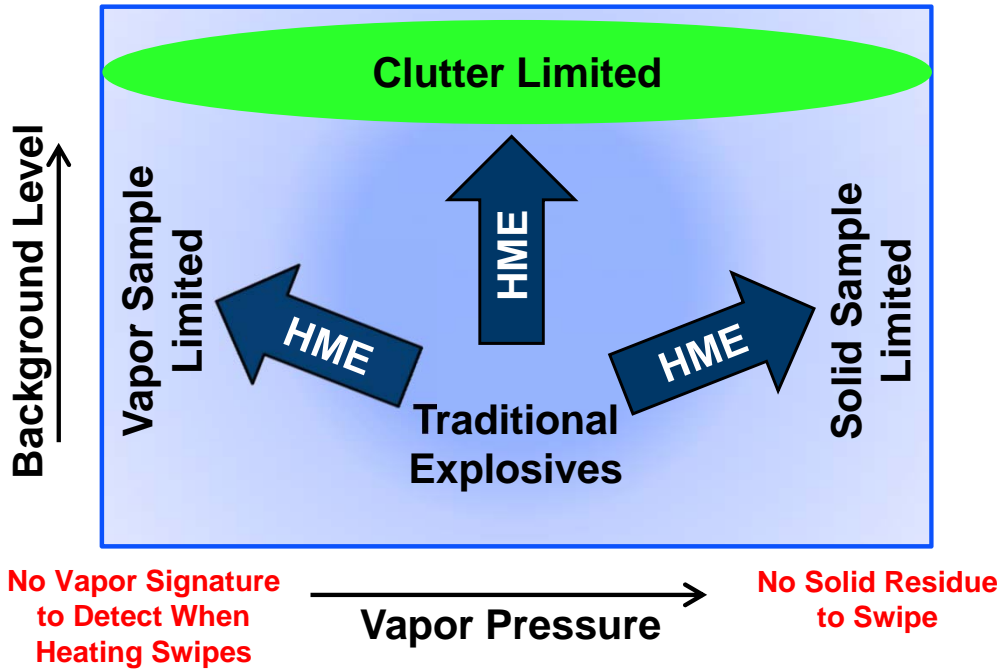 Clutter Limited
Background Level
Vapor Sample
Limited
HME
HME
HME
Solid Sample
Limited
Traditional
Explosives
No Vapor Signature
to Detect When
Heating Swipes
Vapor Pressure
No Solid Residue
to Swipe